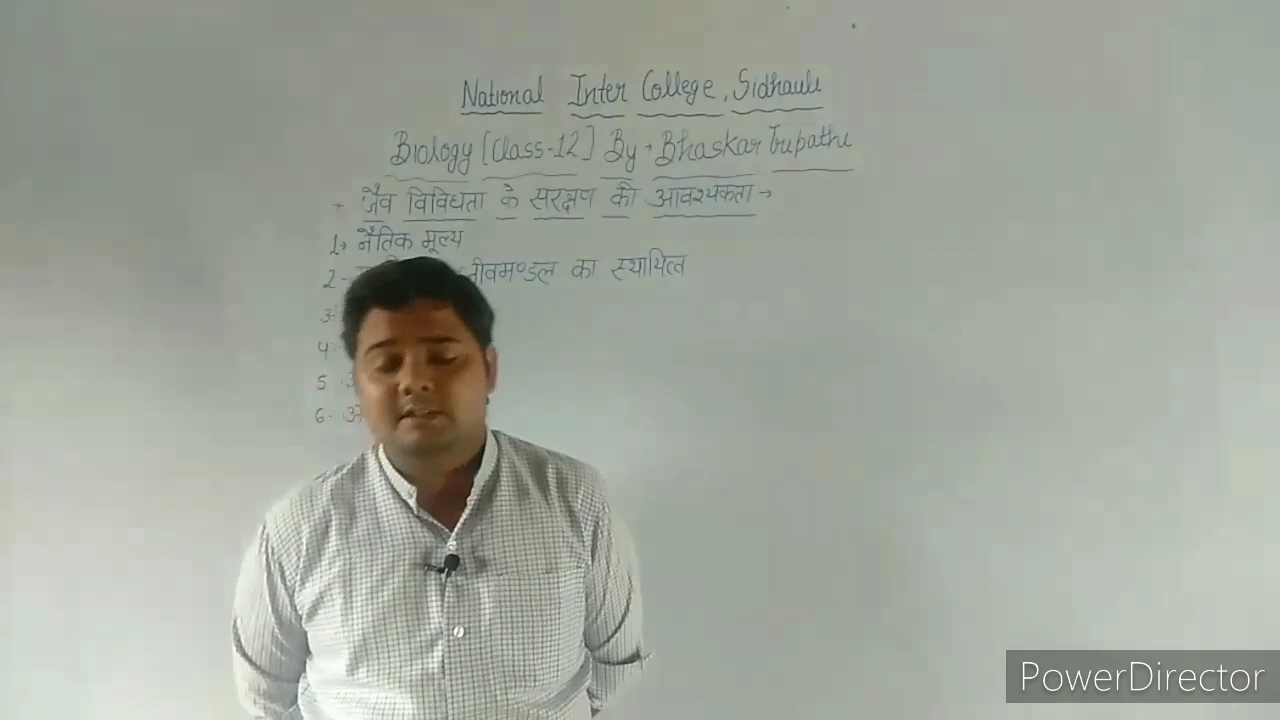 National Inter College, Sidhauli
Biology [Class-12] By → Bhaskar Tripathi
→ जैव विविधता के संरक्षण की आवश्यकता →
1→ नैतिक मूल्य
2- जीवमण्डल का स्थायित्व
3-
4-
5
6-
PowerDirector